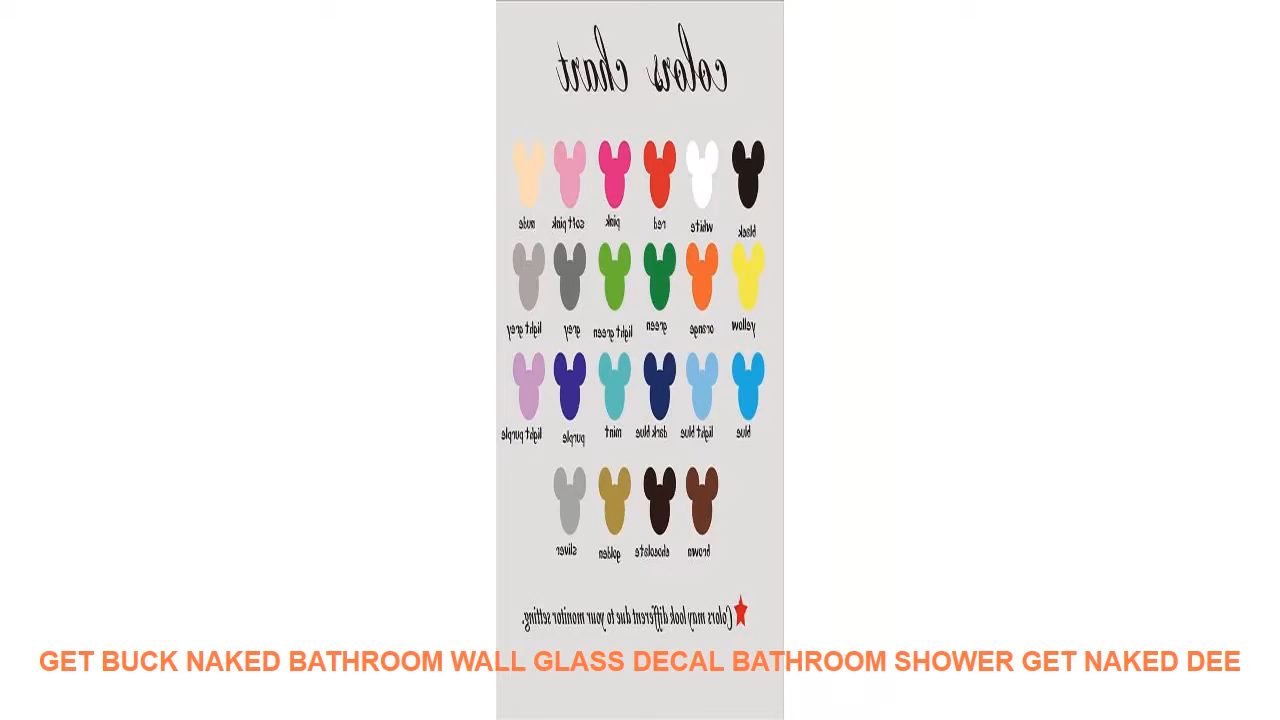 colors chart
black white red pink soft pink nude
yellow orange green light green grey light grey
blue light blue dark blue mint purple light purple
brown chocolate golden sliver
Colors may look different due to your monitor setting.
GET BUCK NAKED BATHROOM WALL GLASS DECAL BATHROOM SHOWER GET NAKED DEE